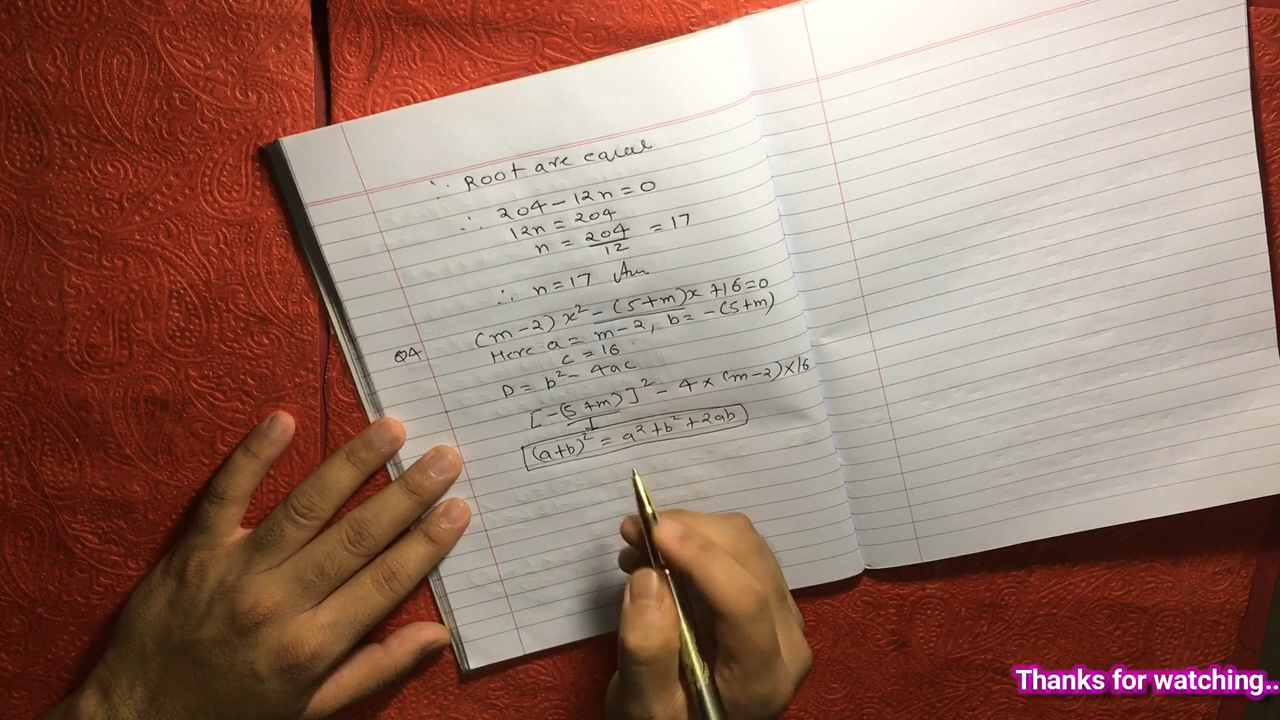 ∴ Root are eaual
∴ 204 - 12n = 0
12n = 204
n = 204/12 = 17
∴ n = 17 Ans
Q4 (m-2)x² - (5+m)x + 16 = 0
Here a = m-2, b = -(5+m)
c = 16
D = b² - 4ac
[-(5+m)]² - 4 × (m-2) × 16
(a+b)² = a² + b² + 2ab
Thanks for watching..